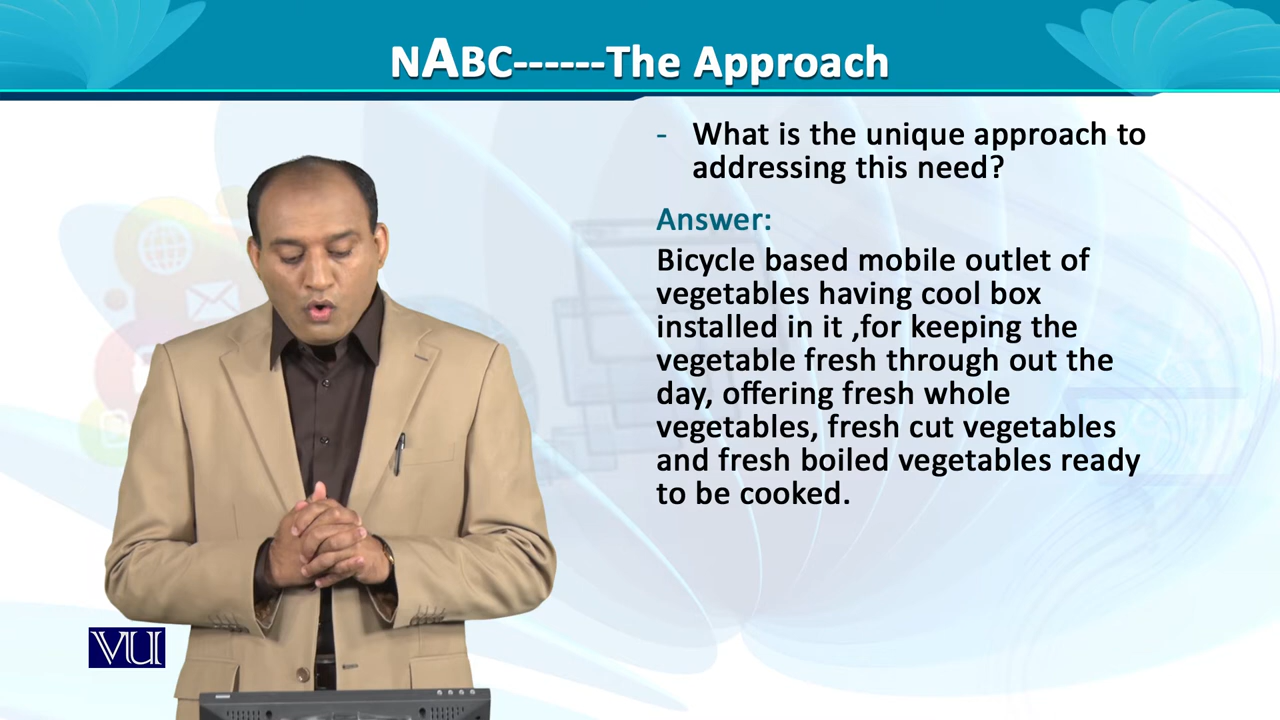 NABC------The Approach
- What is the unique approach to
addressing this need?
Answer:
Bicycle based mobile outlet of
vegetables having cool box
installed in it ,for keeping the
vegetable fresh through out the
day, offering fresh whole
vegetables, fresh cut vegetables
and fresh boiled vegetables ready
to be cooked.
VU